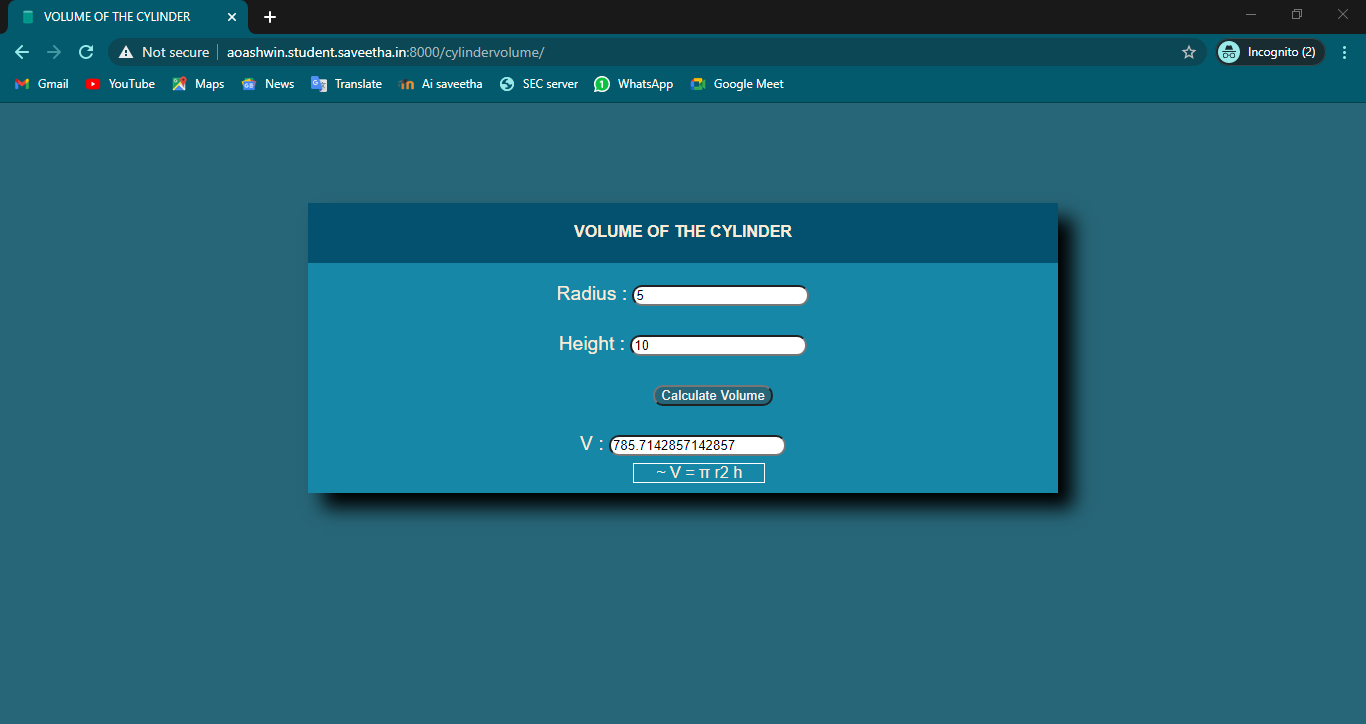 VOLUME OF THE CYLINDER
Not secure aoashwin.student.saveetha.in:8000/cylindervolume/ Incognito (2)
Gmail YouTube Maps News Translate Ai saveetha SEC server 1 WhatsApp Google Meet
VOLUME OF THE CYLINDER
Radius : 5
Height : 10
Calculate Volume
V : 785.7142857142857
~ V = π r2 h